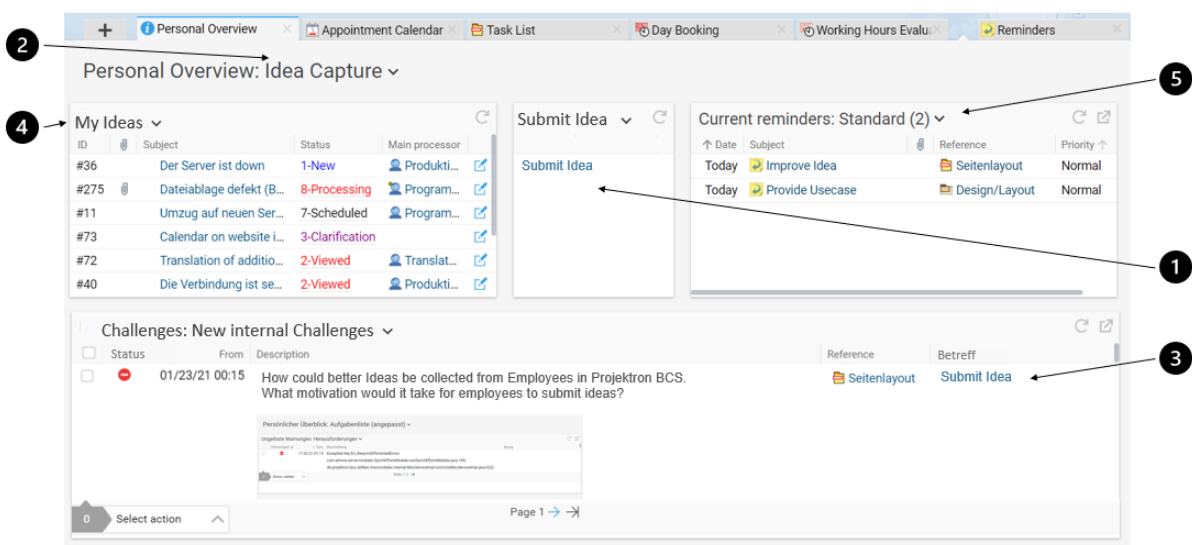 + Personal Overview Appointment Calendar Task List Day Booking Working Hours Evalu Reminders
2
Personal Overview: Idea Capture
5
4
My Ideas
ID Subject Status Main processor
#36 Der Server ist down 1-New Produkti...
#275 Dateiablage defekt (B... 8-Processing Program...
#11 Umzug auf neuen Ser... 7-Scheduled Program...
#73 Calendar on website i... 3-Clarification
#72 Translation of additio... 2-Viewed Translat...
#40 Die Verbindung ist se... 2-Viewed Produkti...
Submit Idea
Submit Idea
Current reminders: Standard (2)
Date Subject Reference Priority
Today Improve Idea Seitenlayout Normal
Today Provide Usecase Design/Layout Normal
1
Challenges: New internal Challenges
Status From Description Reference Betreff
3
01/23/21 00:15 How could better Ideas be collected from Employees in Projektron BCS. Seitenlayout Submit Idea
What motivation would it take for employees to submit ideas?
Persönlicher Überblick: Aufgabenliste (angepasst)
Ungelöste Warnungen: Herausforderungen
0 Select action
Page 1